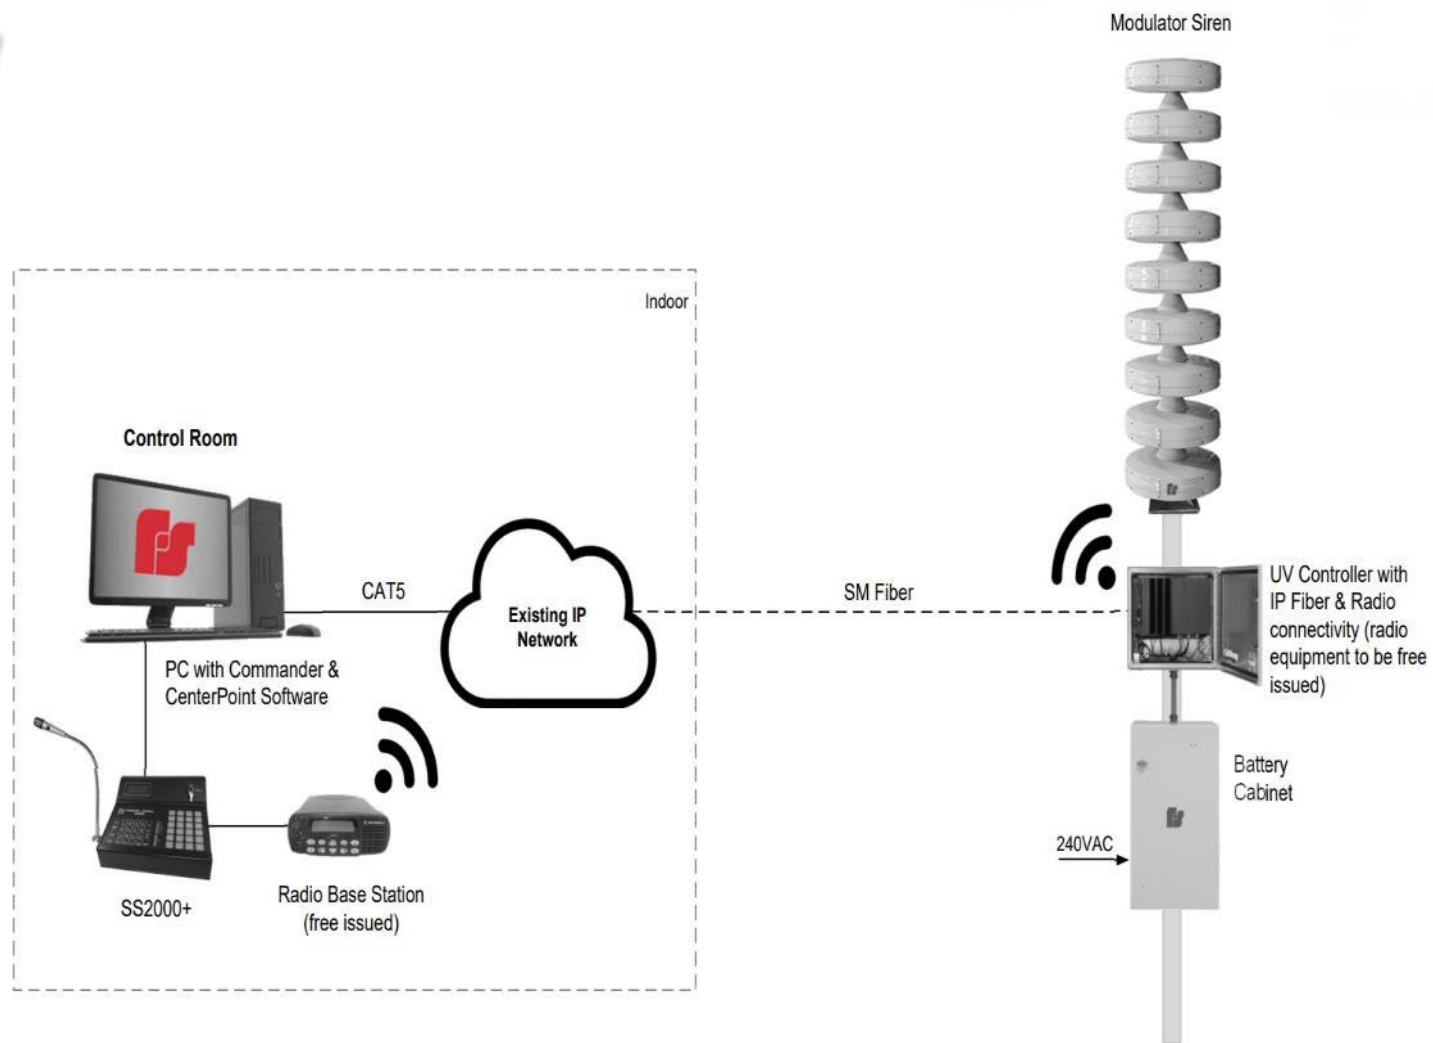 Modulator Siren
Indoor
Control Room
CAT5
Existing IP
Network
SM Fiber
UV Controller with
IP Fiber & Radio
connectivity (radio
equipment to be free
issued)
PC with Commander &
CenterPoint Software
Battery
Cabinet
240VAC
SS2000+
Radio Base Station
(free issued)